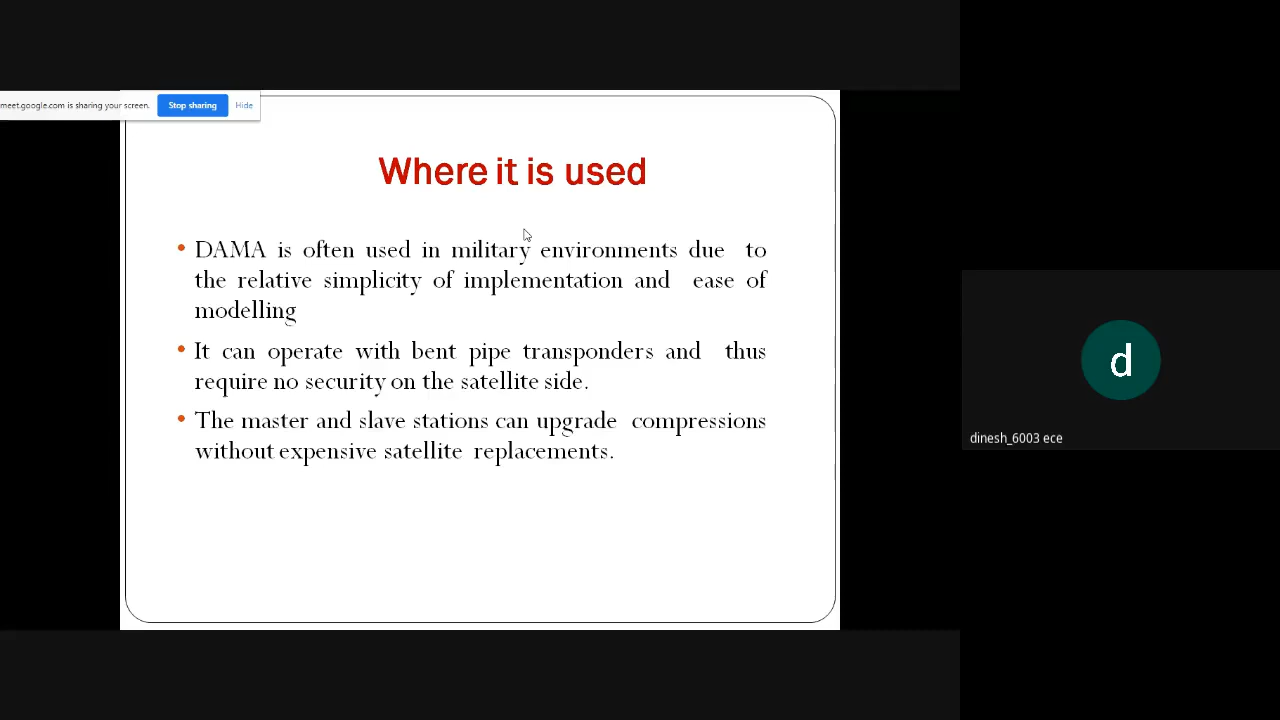 meet.google.com is sharing your screen.
Stop sharing
Hide
Where it is used
• DAMA is often used in military environments due to
the relative simplicity of implementation and ease of
modelling
• It can operate with bent pipe transponders and thus
require no security on the satellite side.
• The master and slave stations can upgrade compressions
without expensive satellite replacements.
d
dinesh_6003 ece